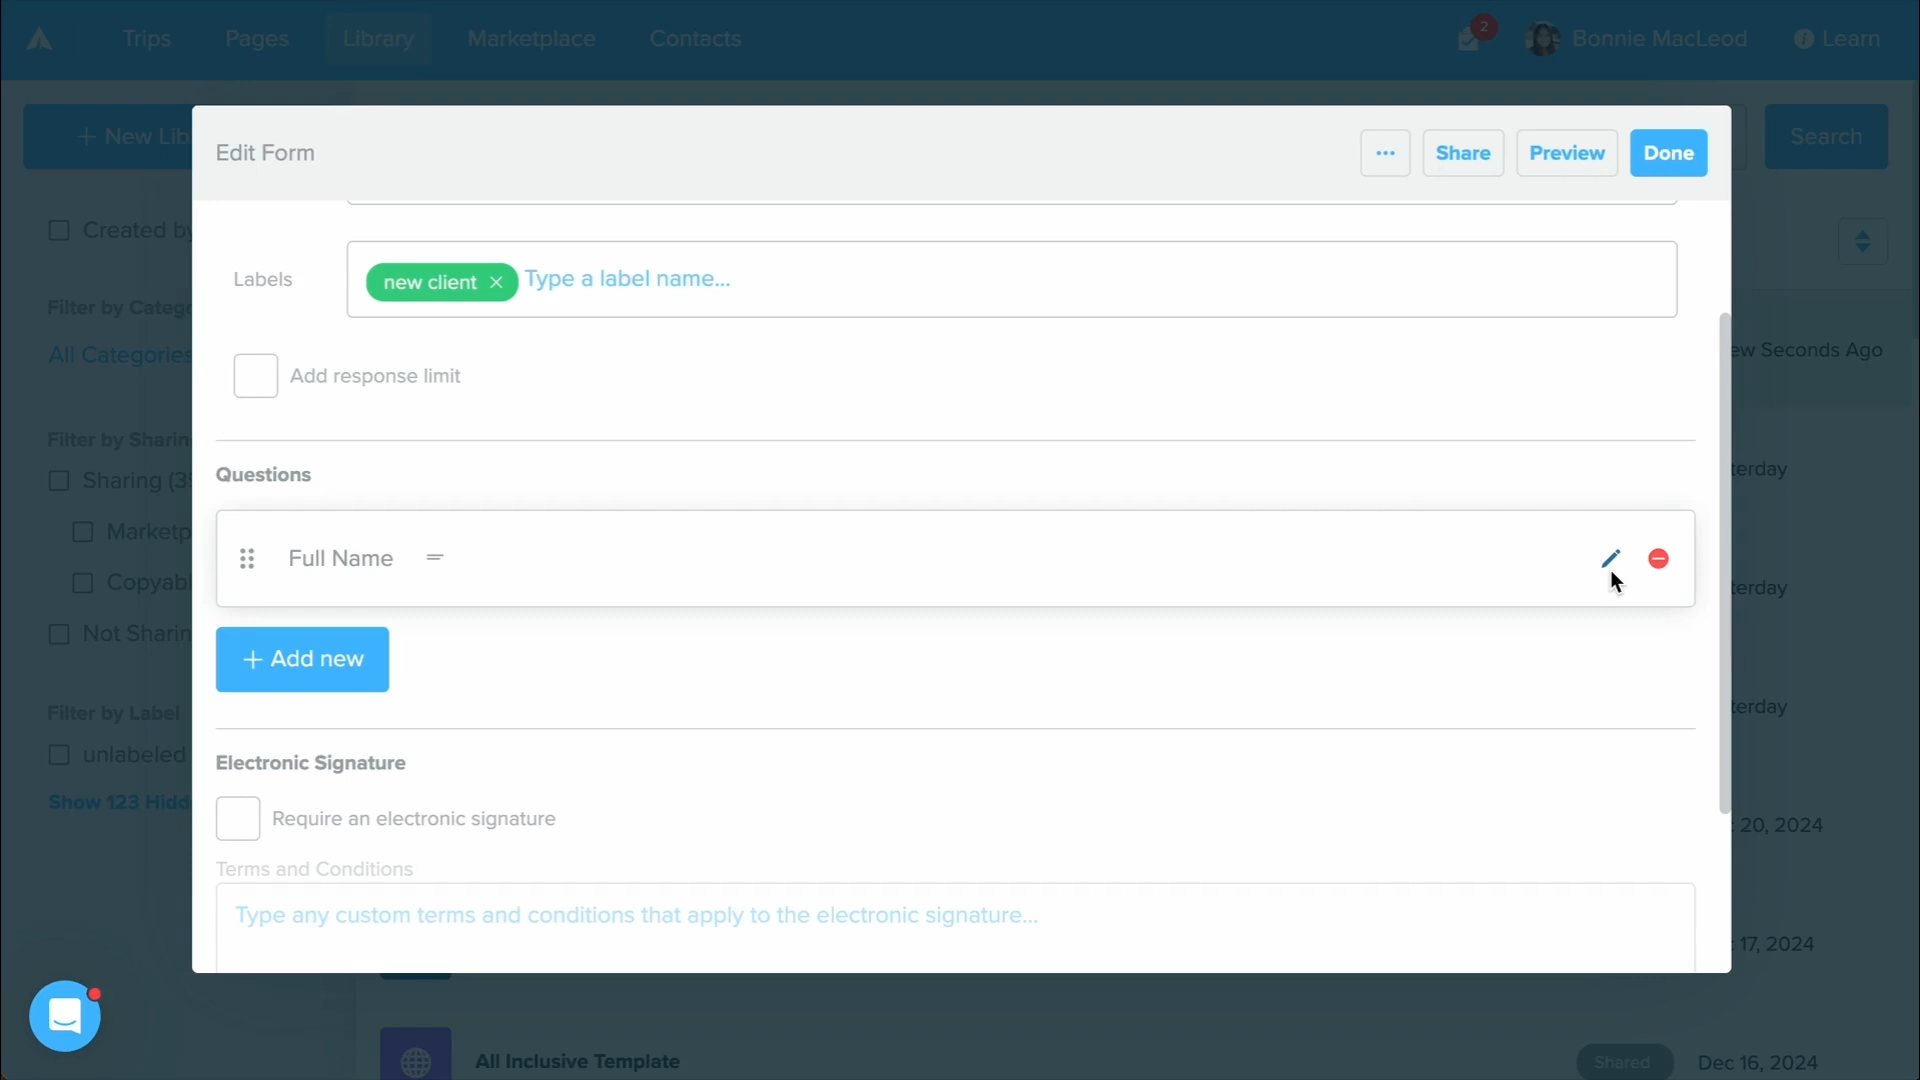 Trips Pages Library Marketplace Contacts 2 Bonnie MacLeod Learn
+ New Lib
Search
Edit Form
... Share Preview Done
Created by
Labels
new client × Type a label name...
Filter by Catego
All Categories
ew Seconds Ago
Add response limit
Filter by Sharin
Sharing (39
terday
Questions
Marketp
Full Name
Copyabl
terday
Not Sharin
+ Add new
Filter by Label
terday
unlabeled
Electronic Signature
Show 123 Hidd
Require an electronic signature
20, 2024
Terms and Conditions
Type any custom terms and conditions that apply to the electronic signature...
17, 2024
All Inclusive Template
Shared
Dec 16, 2024